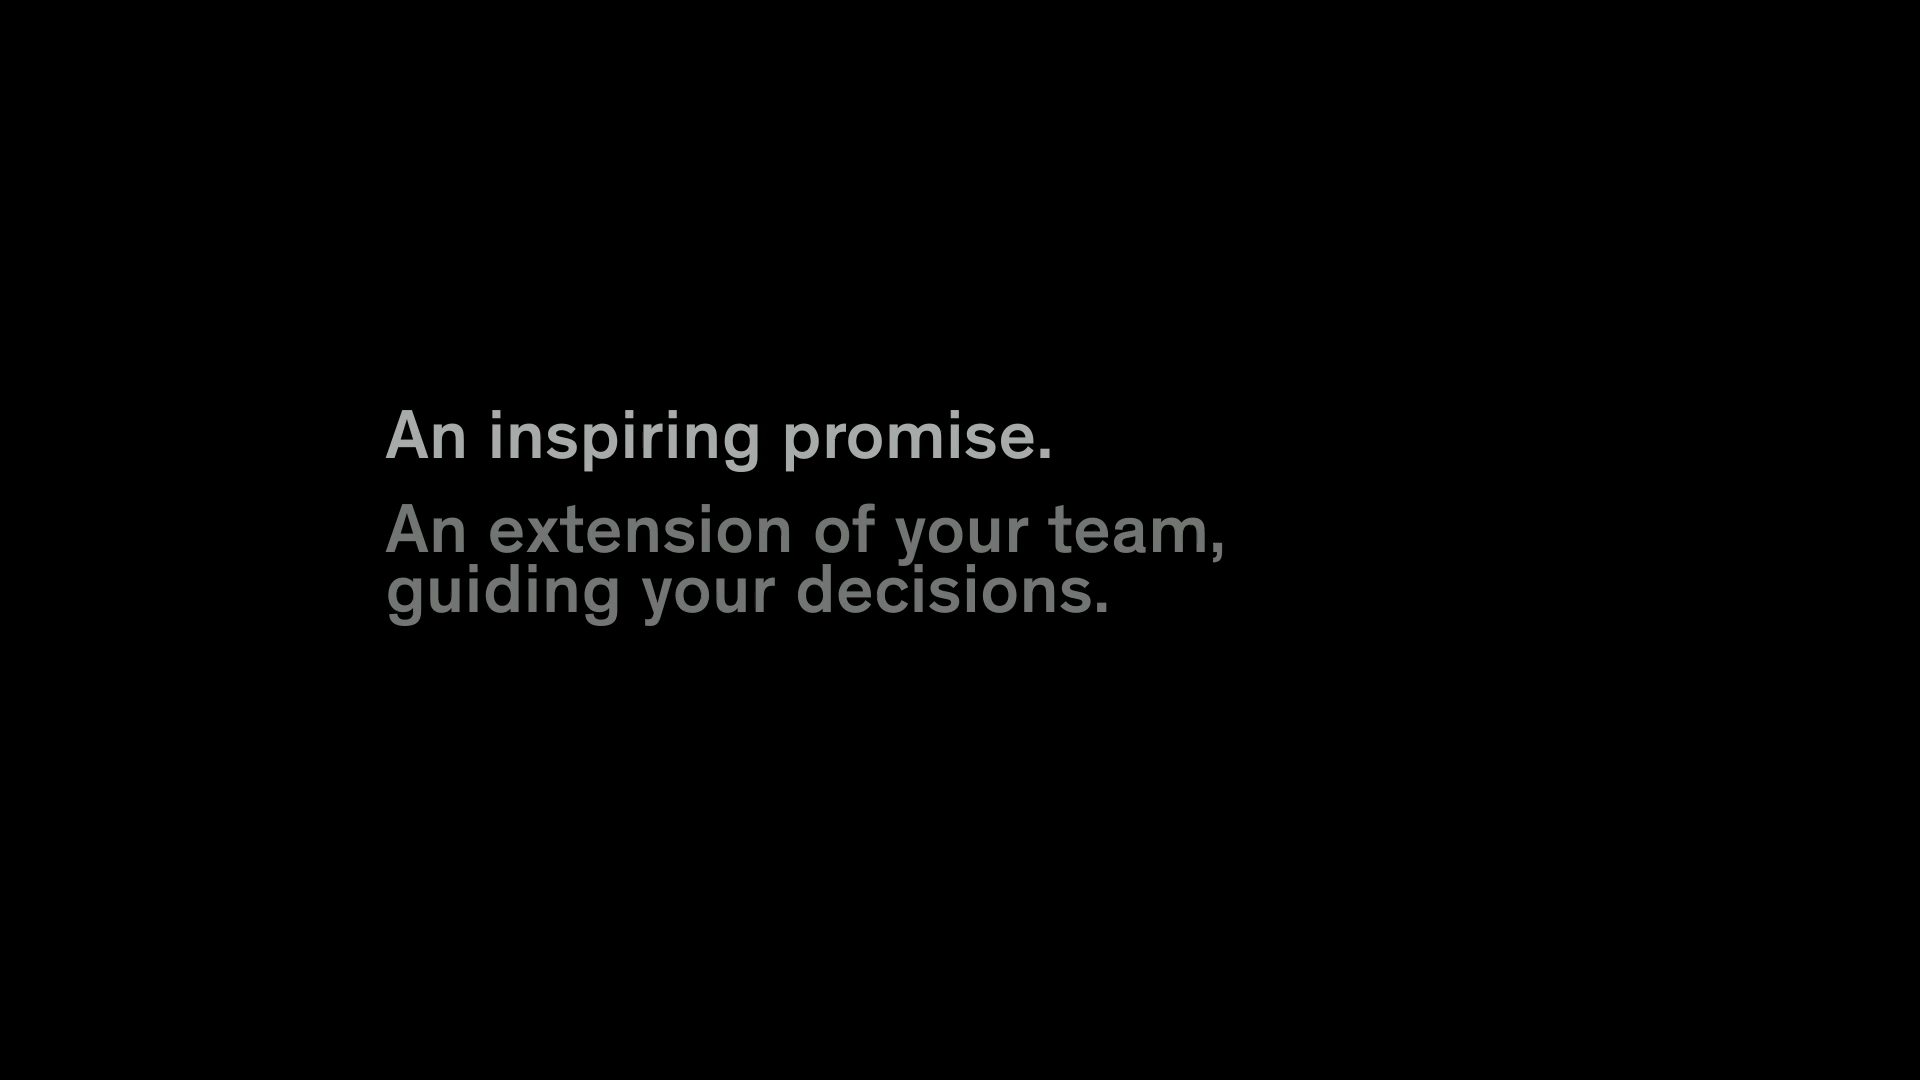 An inspiring promise.
An extension of your team,
guiding your decisions.